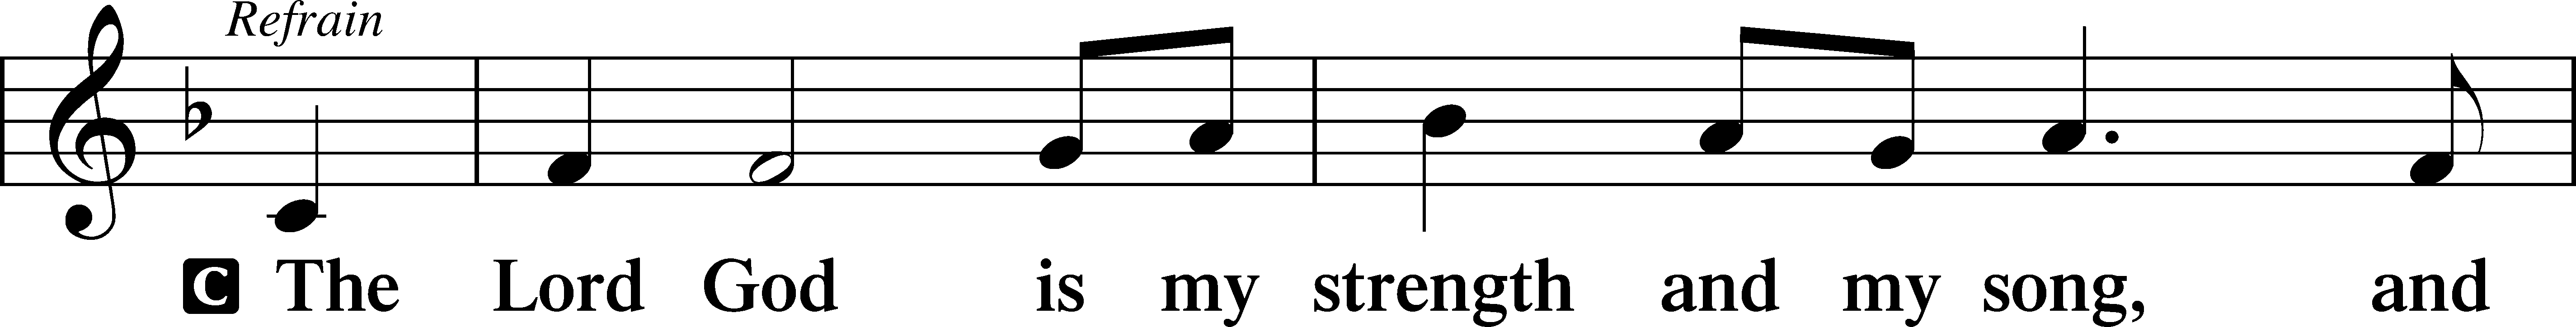 Refrain
C The Lord God is my strength and my song, and